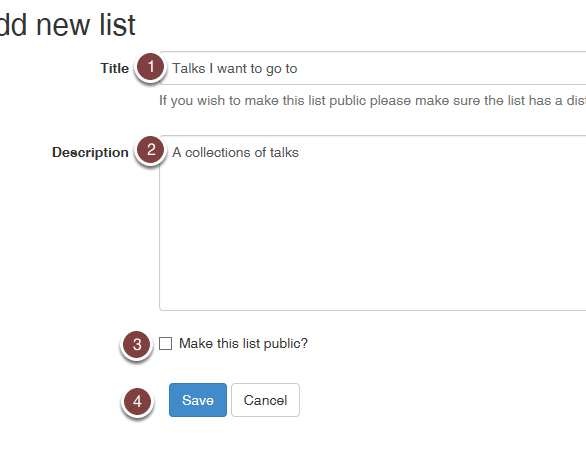 dd new list
Title 1 Talks I want to go to
If you wish to make this list public please make sure the list has a dis
Description 2 A collections of talks
3 Make this list public?
4 Save Cancel